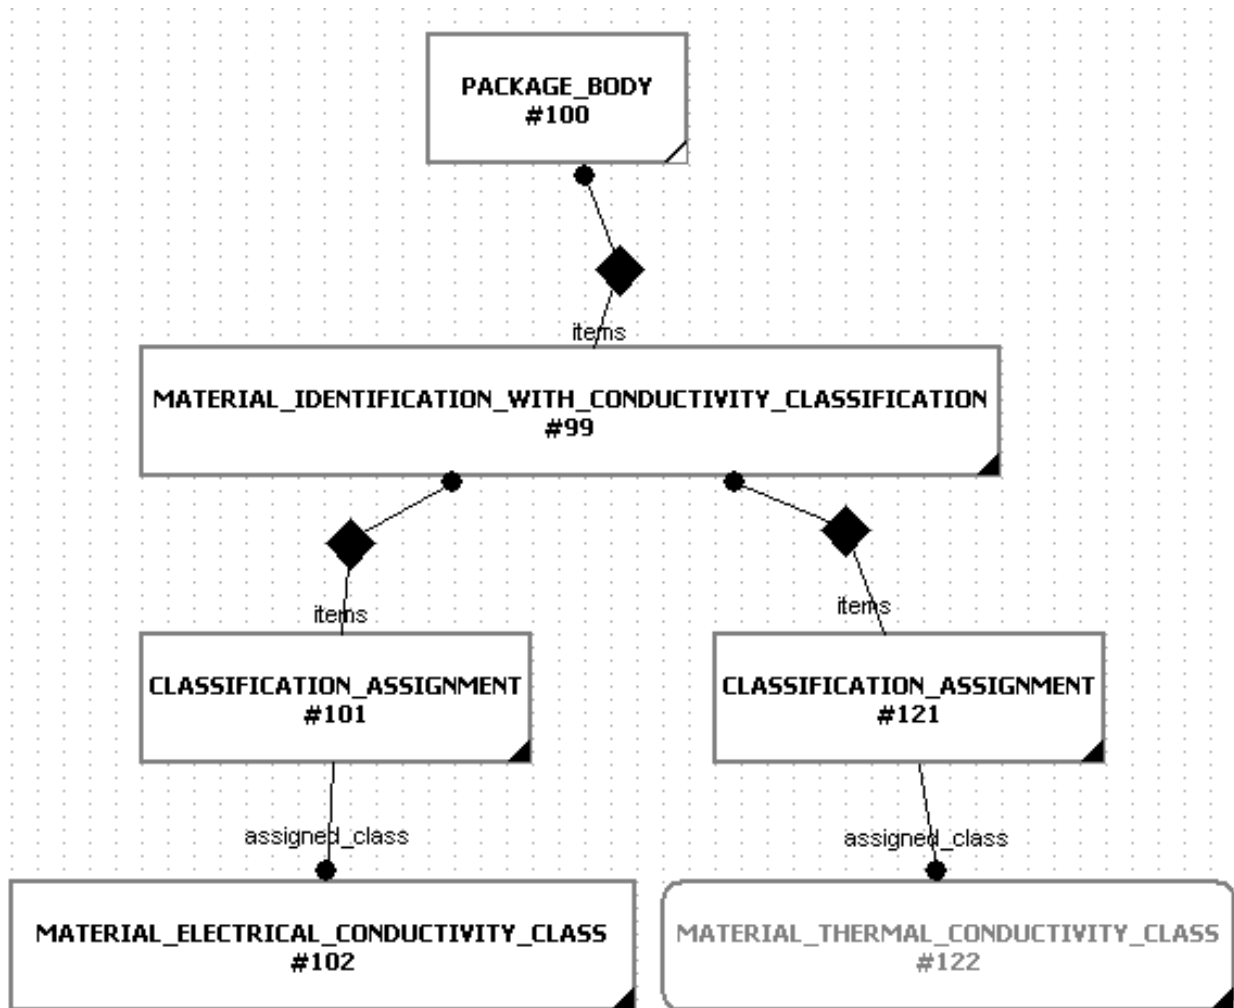 PACKAGE_BODY
#100
items
MATERIAL_IDENTIFICATION_WITH_CONDUCTIVITY_CLASSIFICATION
#99
items
items
CLASSIFICATION_ASSIGNMENT
#101
CLASSIFICATION_ASSIGNMENT
#121
assigned_class
assigned_class
MATERIAL_ELECTRICAL_CONDUCTIVITY_CLASS
#102
MATERIAL_THERMAL_CONDUCTIVITY_CLASS
#122